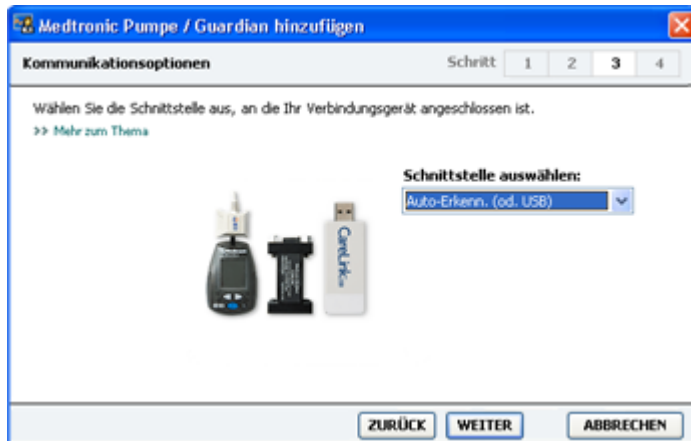 Medtronic Pumpe / Guardian hinzufügen
Kommunikationsoptionen Schritt 1 2 3 4
Wählen Sie die Schnittstelle aus, an die Ihr Verbindungsgerät angeschlossen ist.
>> Mehr zum Thema
Schnittstelle auswählen:
Auto-Erkenn. (od. USB)
CareLink
ZURÜCK WEITER ABBRECHEN